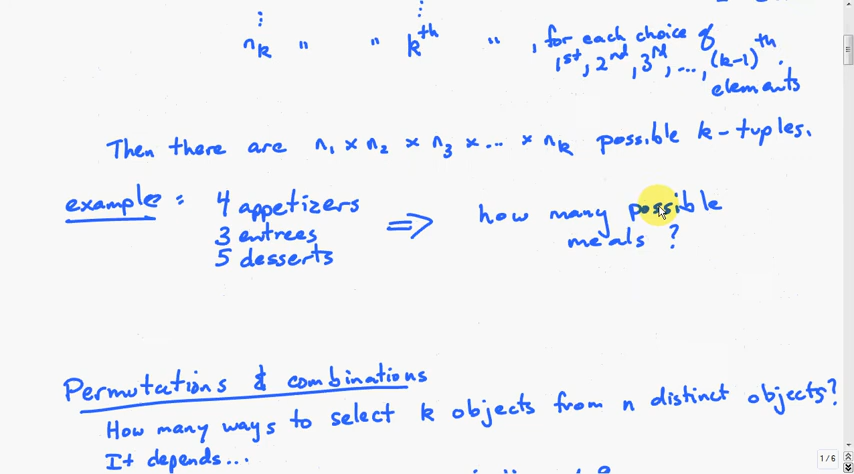 ⋮ ⋮
nk " " kth " , for each choice of
1st, 2nd, 3rd, ..., (k-1)th
elements
Then there are n1 × n2 × n3 × ... × nk possible k-tuples.
example: 4 appetizers ⇒ how many possible
3 entrees meals?
5 desserts
Permutations & combinations
How many ways to select k objects from n distinct objects?
It depends...
1/6